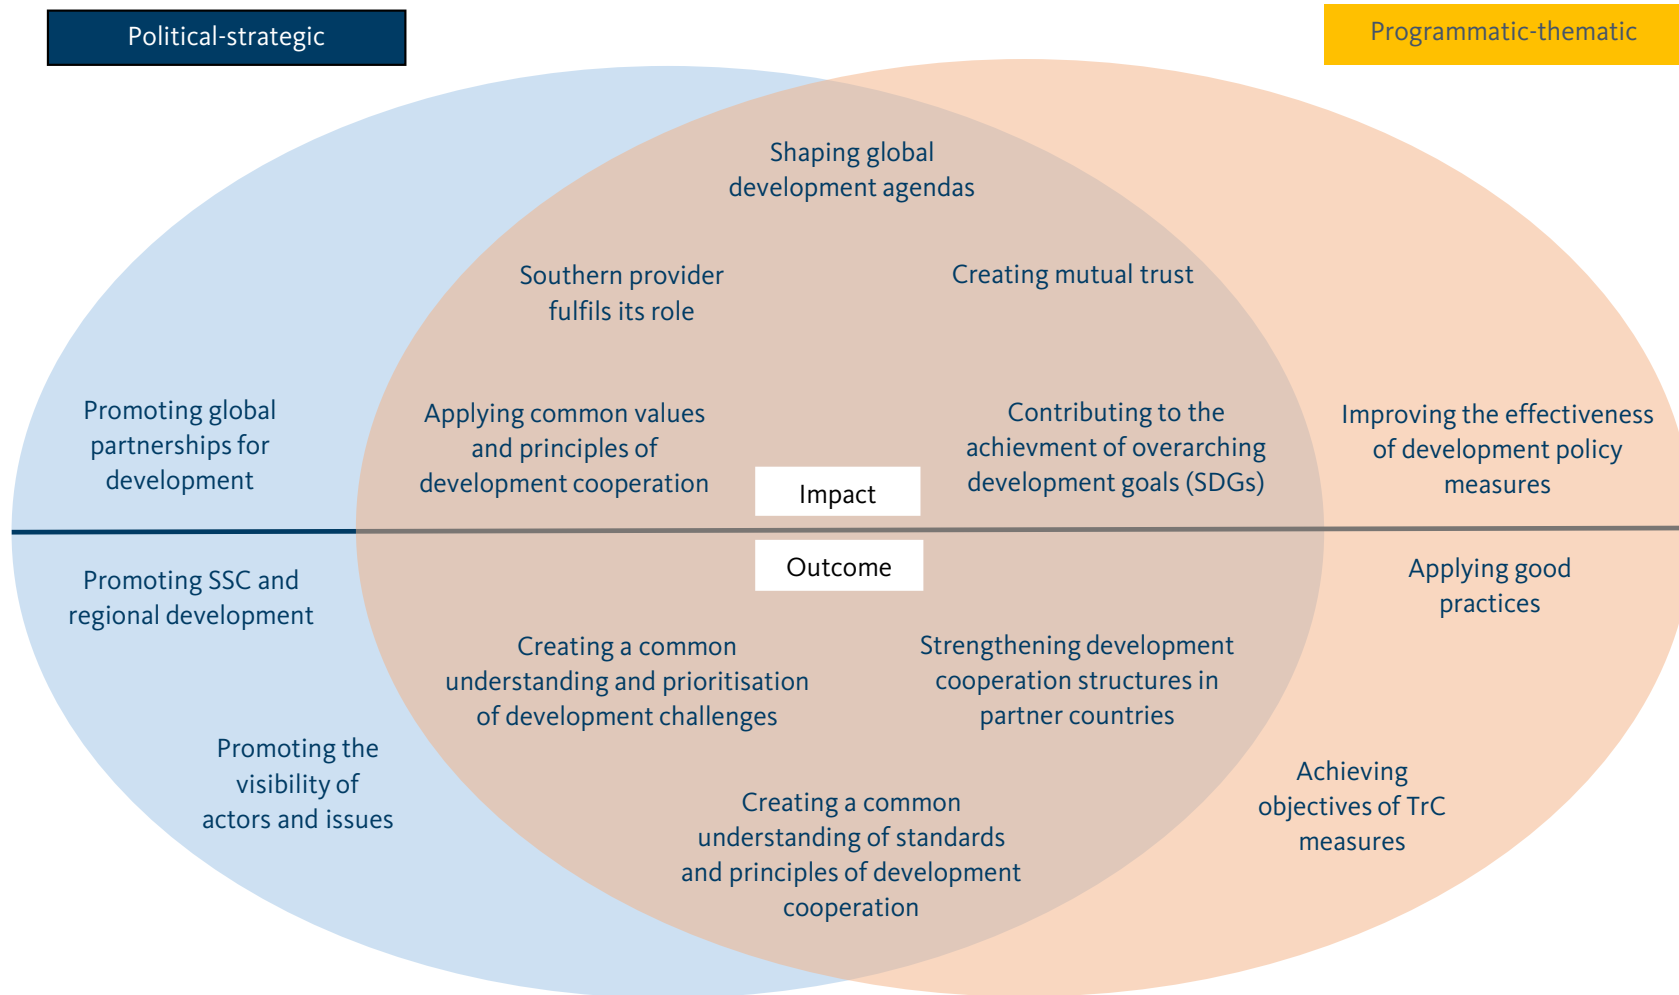 Political-strategic
Programmatic-thematic
Shaping global
development agendas
Southern provider
fulfils its role
Creating mutual trust
Promoting global
partnerships for
development
Applying common values
and principles of
development cooperation
Contributing to the
achievment of overarching
development goals (SDGs)
Improving the effectiveness
of development policy
measures
Impact
Outcome
Promoting SSC and
regional development
Applying good
practices
Creating a common
understanding and prioritisation
of development challenges
Strengthening development
cooperation structures in
partner countries
Promoting the
visibility of
actors and issues
Creating a common
understanding of standards
and principles of development
cooperation
Achieving
objectives of TrC
measures